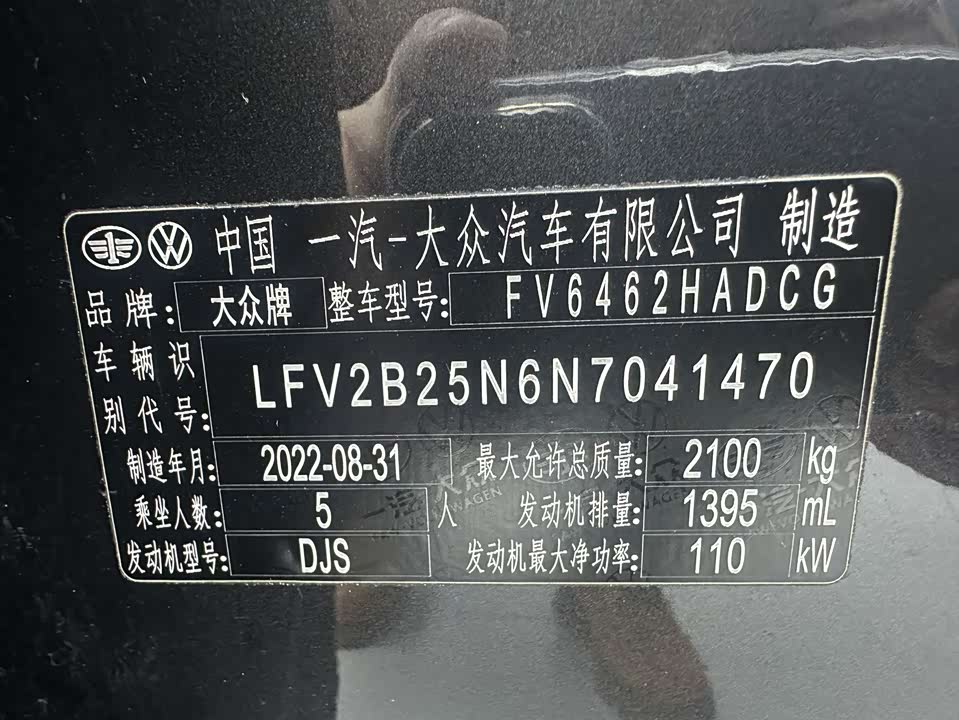 中国 一汽-大众汽车有限公司 制造
品牌: 大众牌 整车型号: FV6462HADCG
车辆识别代号: LFV2B25N6N7041470
制造年月: 2022-08-31 最大允许总质量: 2100 kg
乘坐人数: 5 人 发动机排量: 1395 mL
发动机型号: DJS 发动机最大净功率: 110 kW